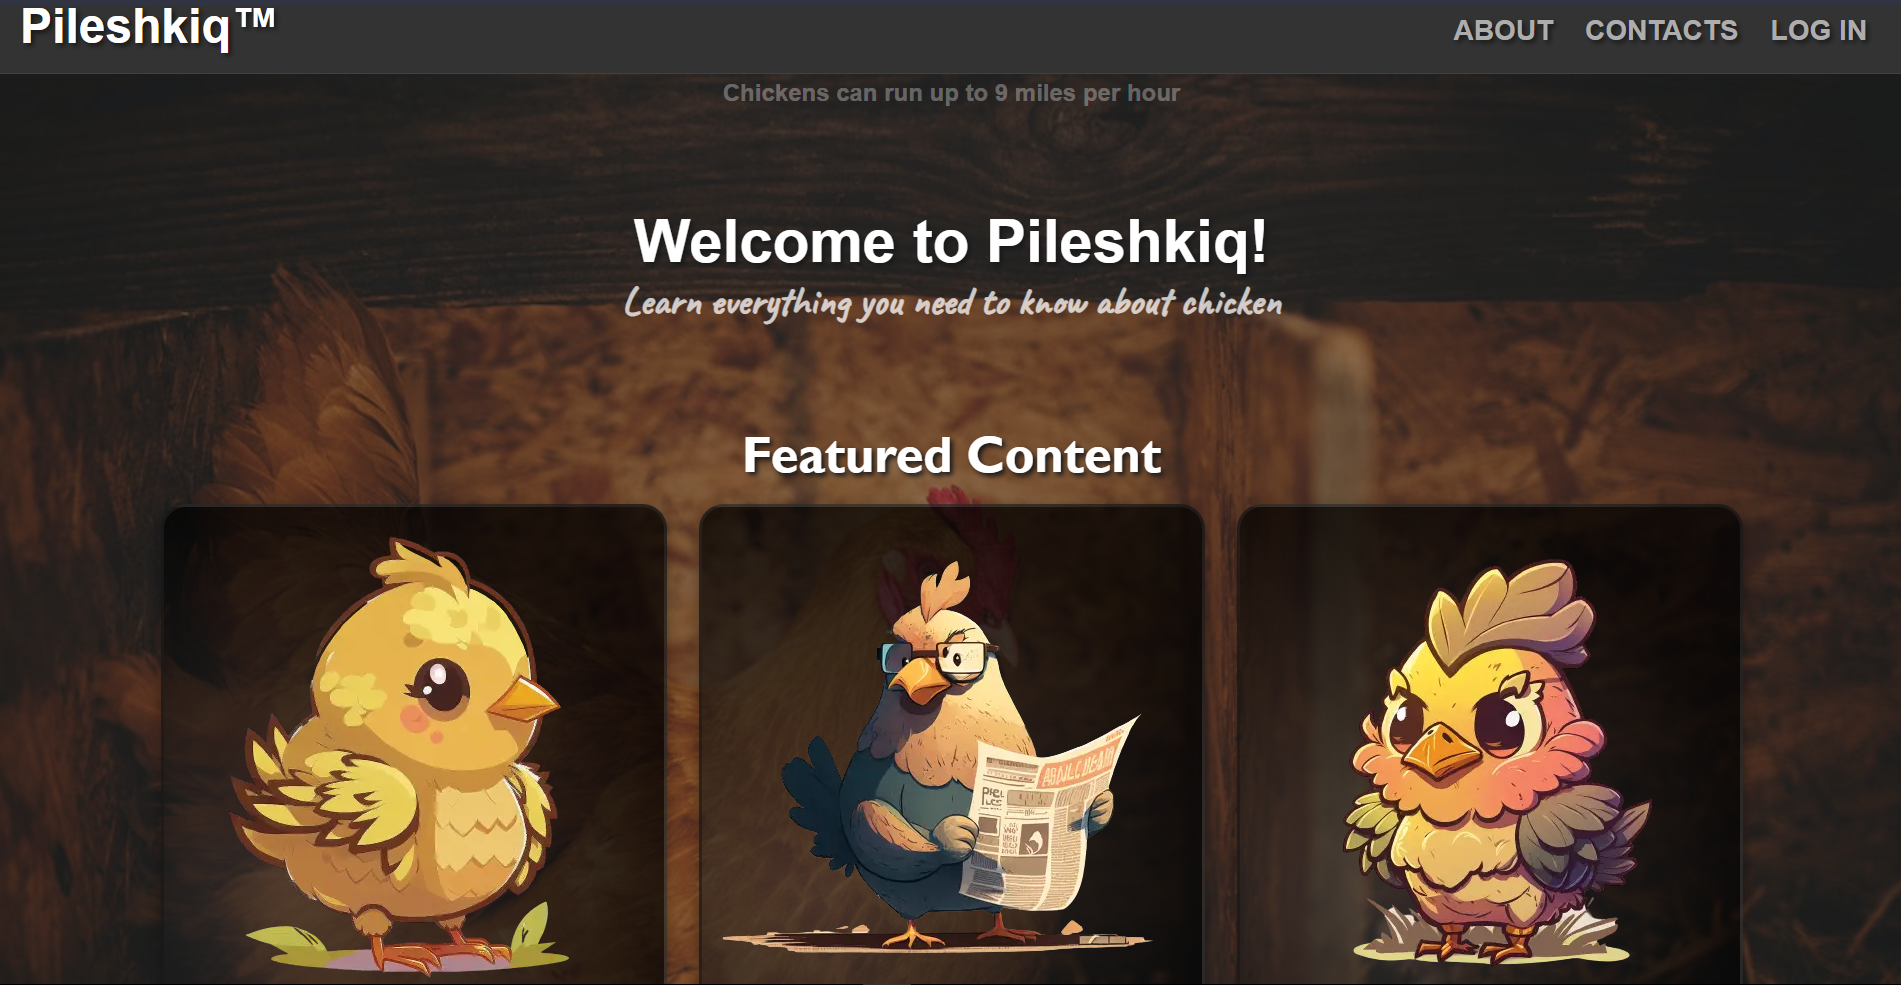 Pileshkiq™
ABOUT CONTACTS LOG IN
Chickens can run up to 9 miles per hour
Welcome to Pileshkiq!
Learn everything you need to know about chicken
Featured Content